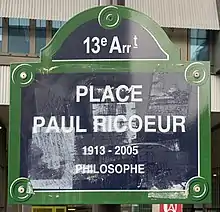 13e Arrt
PLACE
PAUL RICOEUR
1913 - 2005
PHILOSOPHE